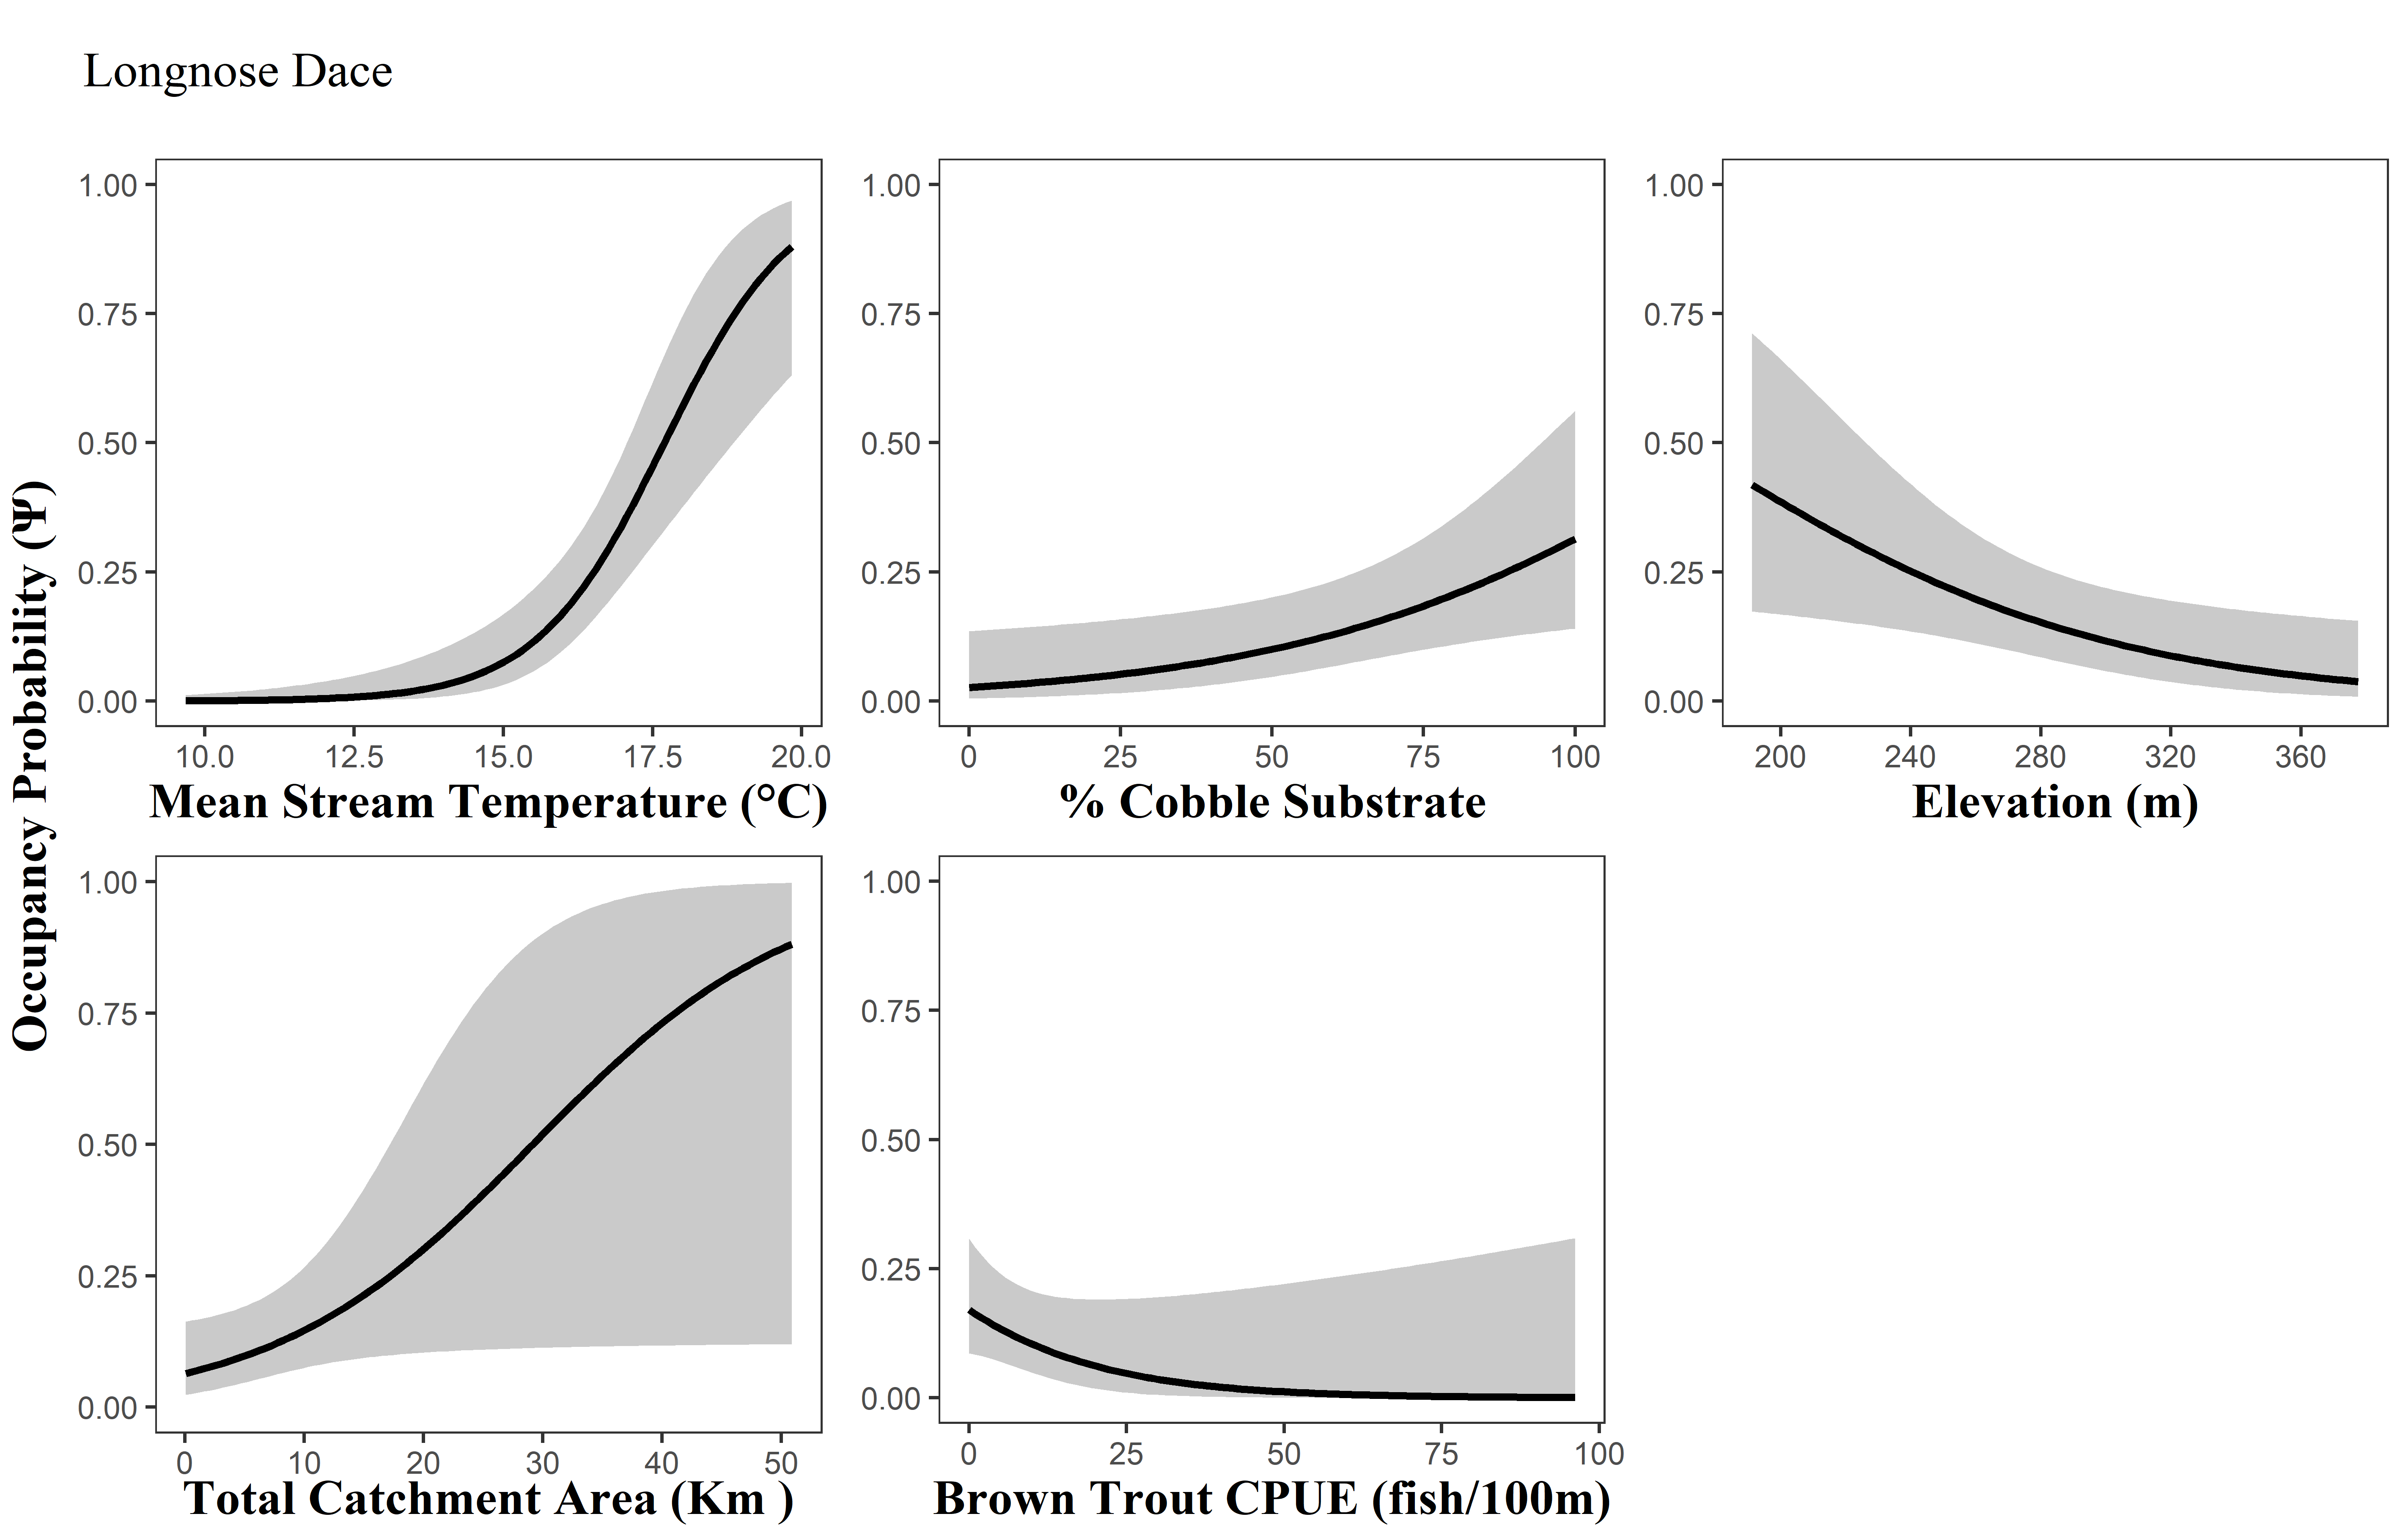 Longnose Dace
Occupancy Probability (Ψ)
1.00
0.75
0.50
0.25
0.00
10.0 12.5 15.0 17.5 20.0
Mean Stream Temperature (°C)
1.00
0.75
0.50
0.25
0.00
0 25 50 75 100
% Cobble Substrate
1.00
0.75
0.50
0.25
0.00
200 240 280 320 360
Elevation (m)
1.00
0.75
0.50
0.25
0.00
0 10 20 30 40 50
Total Catchment Area (Km )
1.00
0.75
0.50
0.25
0.00
0 25 50 75 100
Brown Trout CPUE (fish/100m)